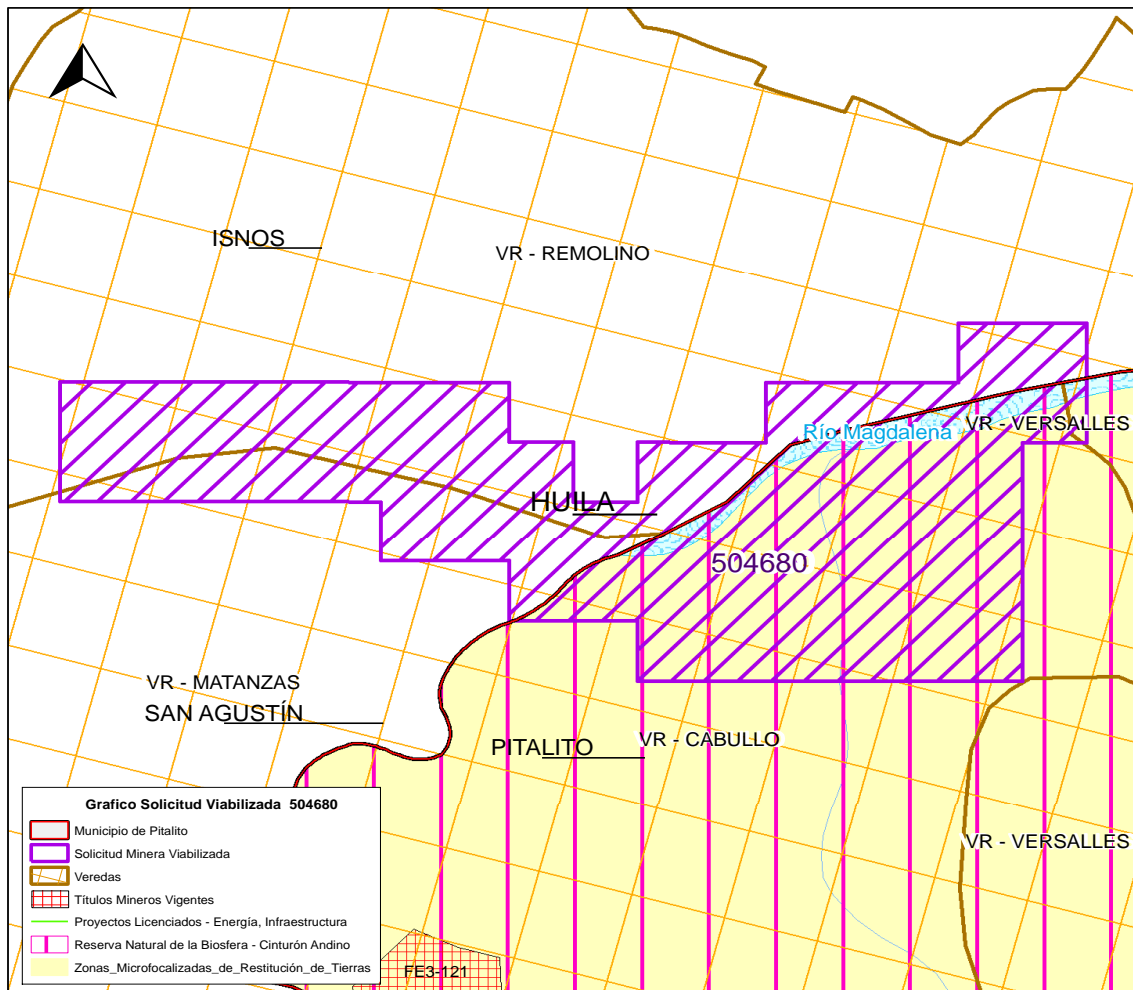 ISNOS
VR - REMOLINO
Río Magdalena
VR - VERSALLES
HUILA
504680
VR - MATANZAS
SAN AGUSTÍN
PITALITO
VR - CABULLO
VR - VERSALLES
Grafico Solicitud Viabilizada 504680
Municipio de Pitalito
Solicitud Minera Viabilizada
Veredas
Títulos Mineros Vigentes
Proyectos Licenciados - Energía, Infraestructura
Reserva Natural de la Biosfera - Cinturón Andino
Zonas_Microfocalizadas_de_Restitución_de_Tierras
FE3-121